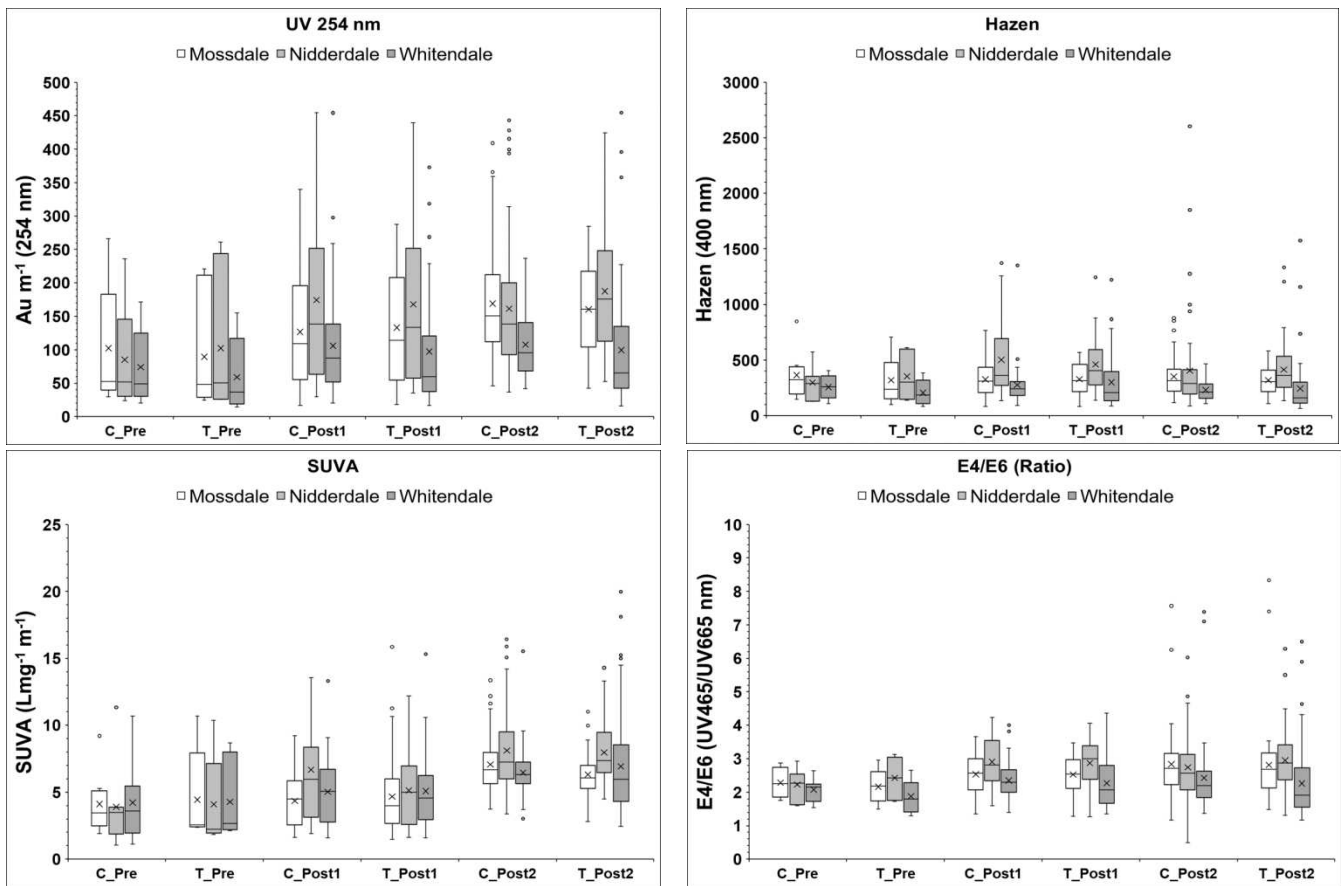 UV 254 nm
Mossdale Nidderdale Whitendale
Au m-1 (254 nm)
500
450
400
350
300
250
200
150
100
50
0
C_Pre T_Pre C_Post1 T_Post1 C_Post2 T_Post2
Hazen
Mossdale Nidderdale Whitendale
Hazen (400 nm)
3000
2500
2000
1500
1000
500
0
C_Pre T_Pre C_Post1 T_Post1 C_Post2 T_Post2
SUVA
Mossdale Nidderdale Whitendale
SUVA (Lmg-1 m-1)
25
20
15
10
5
0
C_Pre T_Pre C_Post1 T_Post1 C_Post2 T_Post2
E4/E6 (Ratio)
Mossdale Nidderdale Whitendale
E4/E6 (UV465/UV665 nm)
10
9
8
7
6
5
4
3
2
1
0
C_Pre T_Pre C_Post1 T_Post1 C_Post2 T_Post2